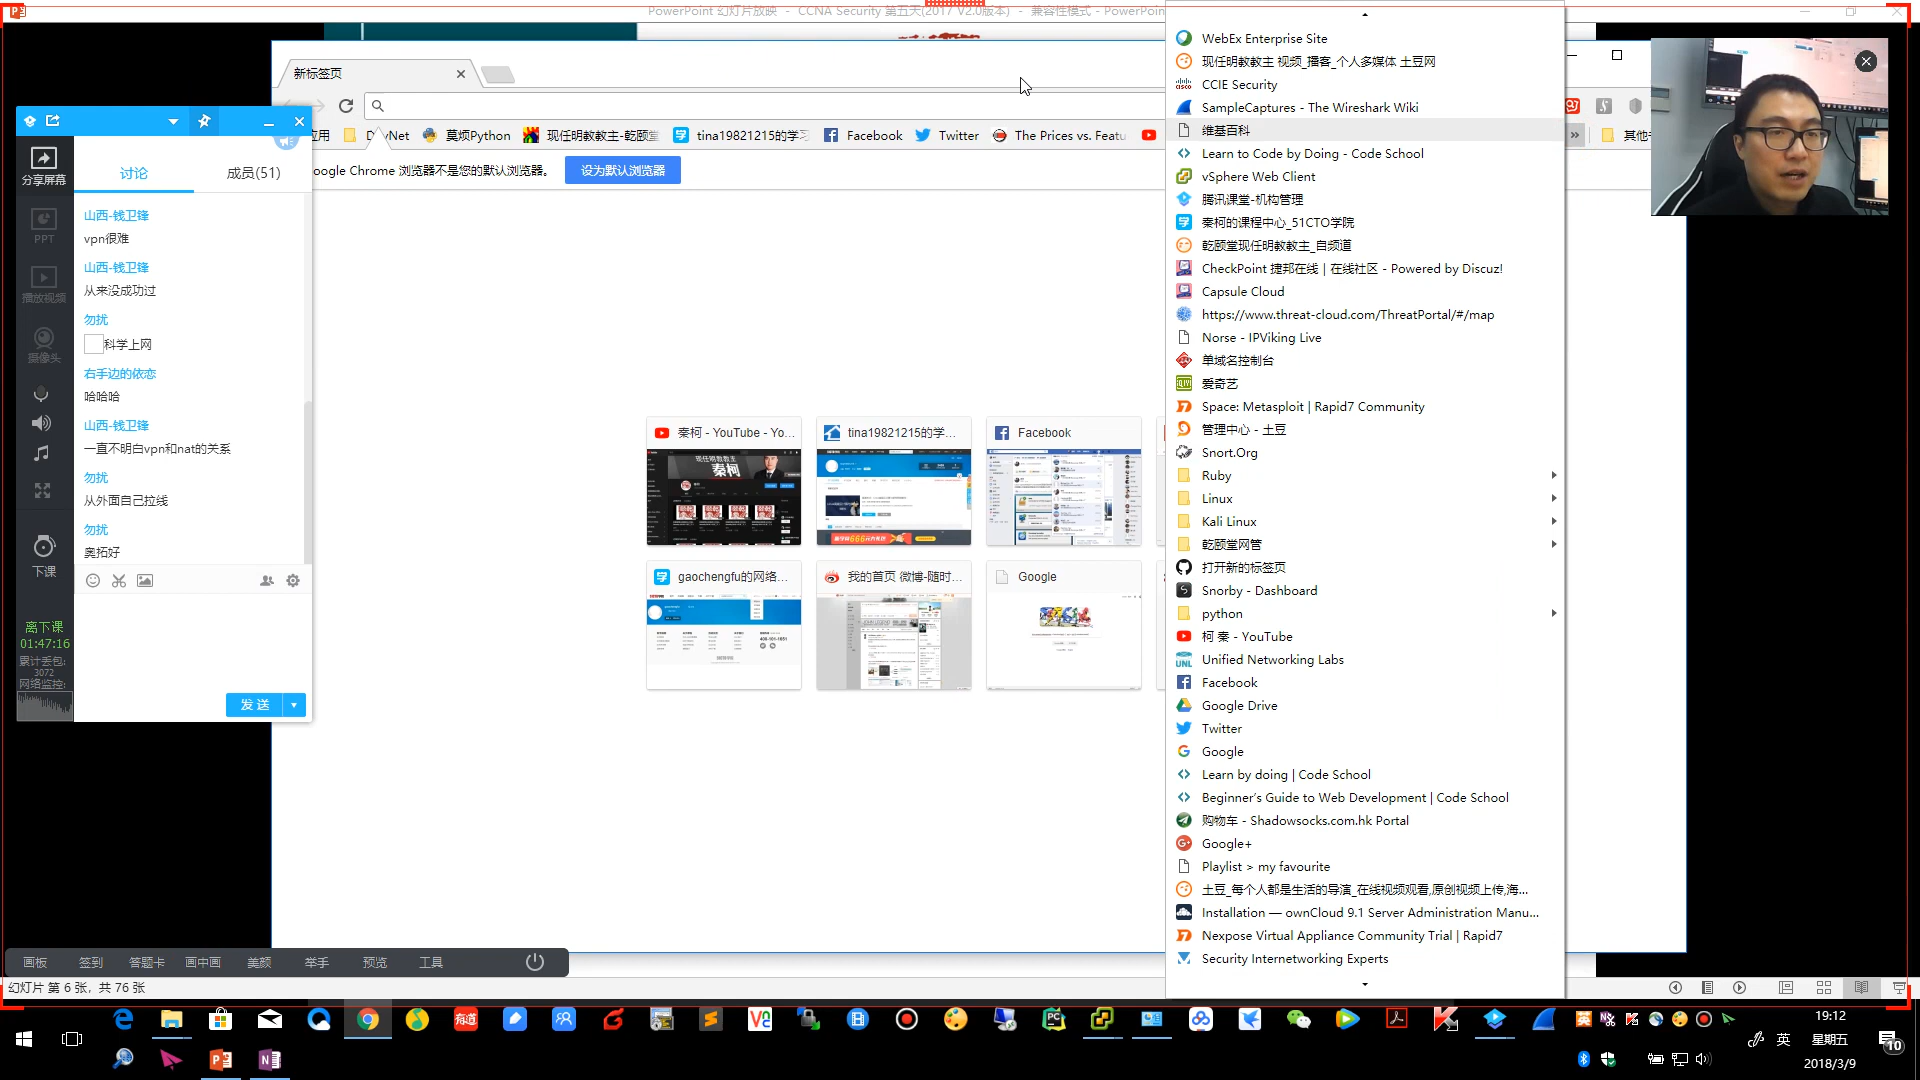 PowerPoint 幻灯片放映 - CCNA Security 第五天(2017 V2.0版本) - 兼容性模式 - PowerPoin
新标签页
DayNet
莫烦Python
现任明教教主-乾颐堂
tina19821215的学习
Facebook
Twitter
The Prices vs. Featu
oogle Chrome 浏览器不是您的默认浏览器。
设为默认浏览器
分享屏幕
PPT
播放视频
摄像头
下课
离下课
01:47:16
累计丢包:
3072
网络监控:
讨论
成员(51)
山西-钱卫锋
vpn很难
山西-钱卫锋
从来没成功过
勿扰
科学上网
右手边的依恋
哈哈哈
山西-钱卫锋
一直不明白vpn和nat的关系
勿扰
从外面自己拉线
勿扰
奥拓好
发送
秦柯 - YouTube - Yo...
tina19821215的学...
Facebook
gaochengfu的网络...
我的首页 微博-随时...
Google
WebEx Enterprise Site
现任明教教主 视频_播客_个人多媒体 土豆网
CCIE Security
SampleCaptures - The Wireshark Wiki
维基百科
Learn to Code by Doing - Code School
vSphere Web Client
腾讯课堂-机构管理
秦柯的课程中心_51CTO学院
乾颐堂现任明教教主_自频道
CheckPoint 捷邦在线 | 在线社区 - Powered by Discuz!
Capsule Cloud
https://www.threat-cloud.com/ThreatPortal/#/map
Norse - IPViking Live
单域名控制台
爱奇艺
Space: Metasploit | Rapid7 Community
管理中心 - 土豆
Snort.Org
Ruby
Linux
Kali Linux
乾颐堂网管
打开新的标签页
Snorby - Dashboard
python
柯 秦 - YouTube
Unified Networking Labs
Facebook
Google Drive
Twitter
Google
Learn by doing | Code School
Beginner's Guide to Web Development | Code School
购物车 - Shadowsocks.com.hk Portal
Google+
Playlist > my favourite
土豆_每个人都是生活的导演_在线视频观看,原创视频上传,海...
Installation — ownCloud 9.1 Server Administration Manu...
Nexpose Virtual Appliance Community Trial | Rapid7
Security Internetworking Experts
画板
签到
答题卡
画中画
美颜
举手
预览
工具
幻灯片 第 6 张，共 76 张
英
19:12
星期五
2018/3/9
10